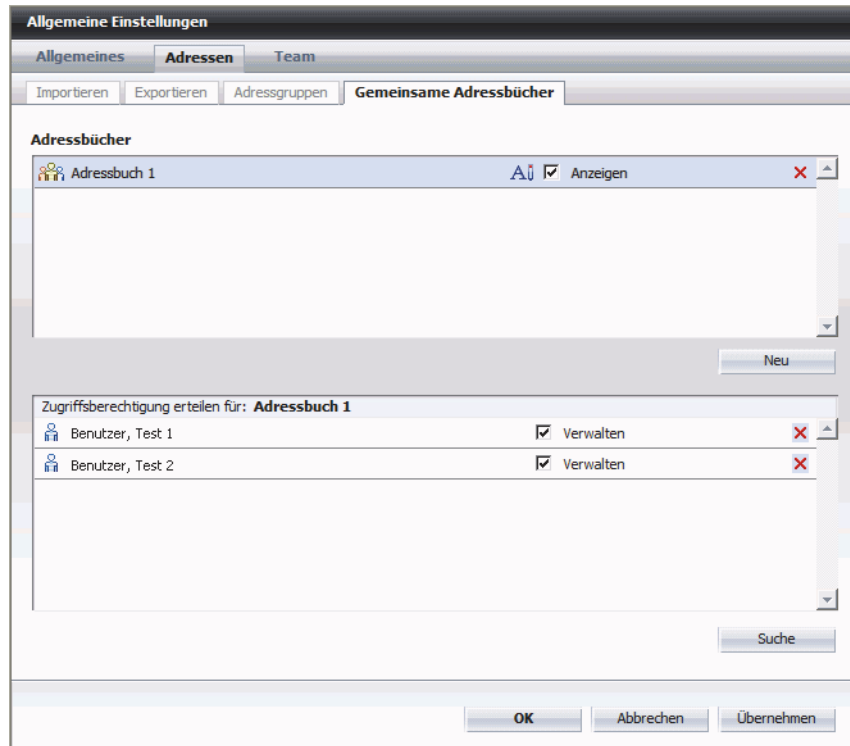 Allgemeine Einstellungen
Allgemeines Adressen Team
Importieren Exportieren Adressgruppen Gemeinsame Adressbücher
Adressbücher
Adressbuch 1 Anzeigen
Neu
Zugriffsberechtigung erteilen für: Adressbuch 1
Benutzer, Test 1 Verwalten
Benutzer, Test 2 Verwalten
Suche
OK Abbrechen Übernehmen